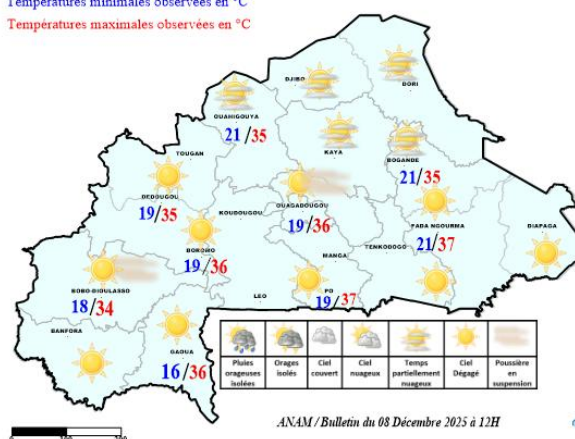 Températures minimales observées en °C
Températures maximales observées en °C
DORI
DJIBO
OUAHIGOUYA
21/35
TOUGAN
KAYA
BOGANDE
21/35
DEDOUGOU
19/35
KOUDOUGOU
OUAGADOUGOU
19/36
FADA NGOURMA
21/37
DIAPAGA
BOROMO
19/36
TENKODOGO
MANGA
BOBO-DIOULASSO
18/34
LEO
PO
19/37
BANFORA
GAOUA
16/36
Pluies orageuses isolées
Orages isolés
Ciel couvert
Ciel nuageux
Temps partiellement nuageux
Ciel Dégagé
Poussière en suspension
ANAM / Bulletin du 08 Décembre 2025 à 12H